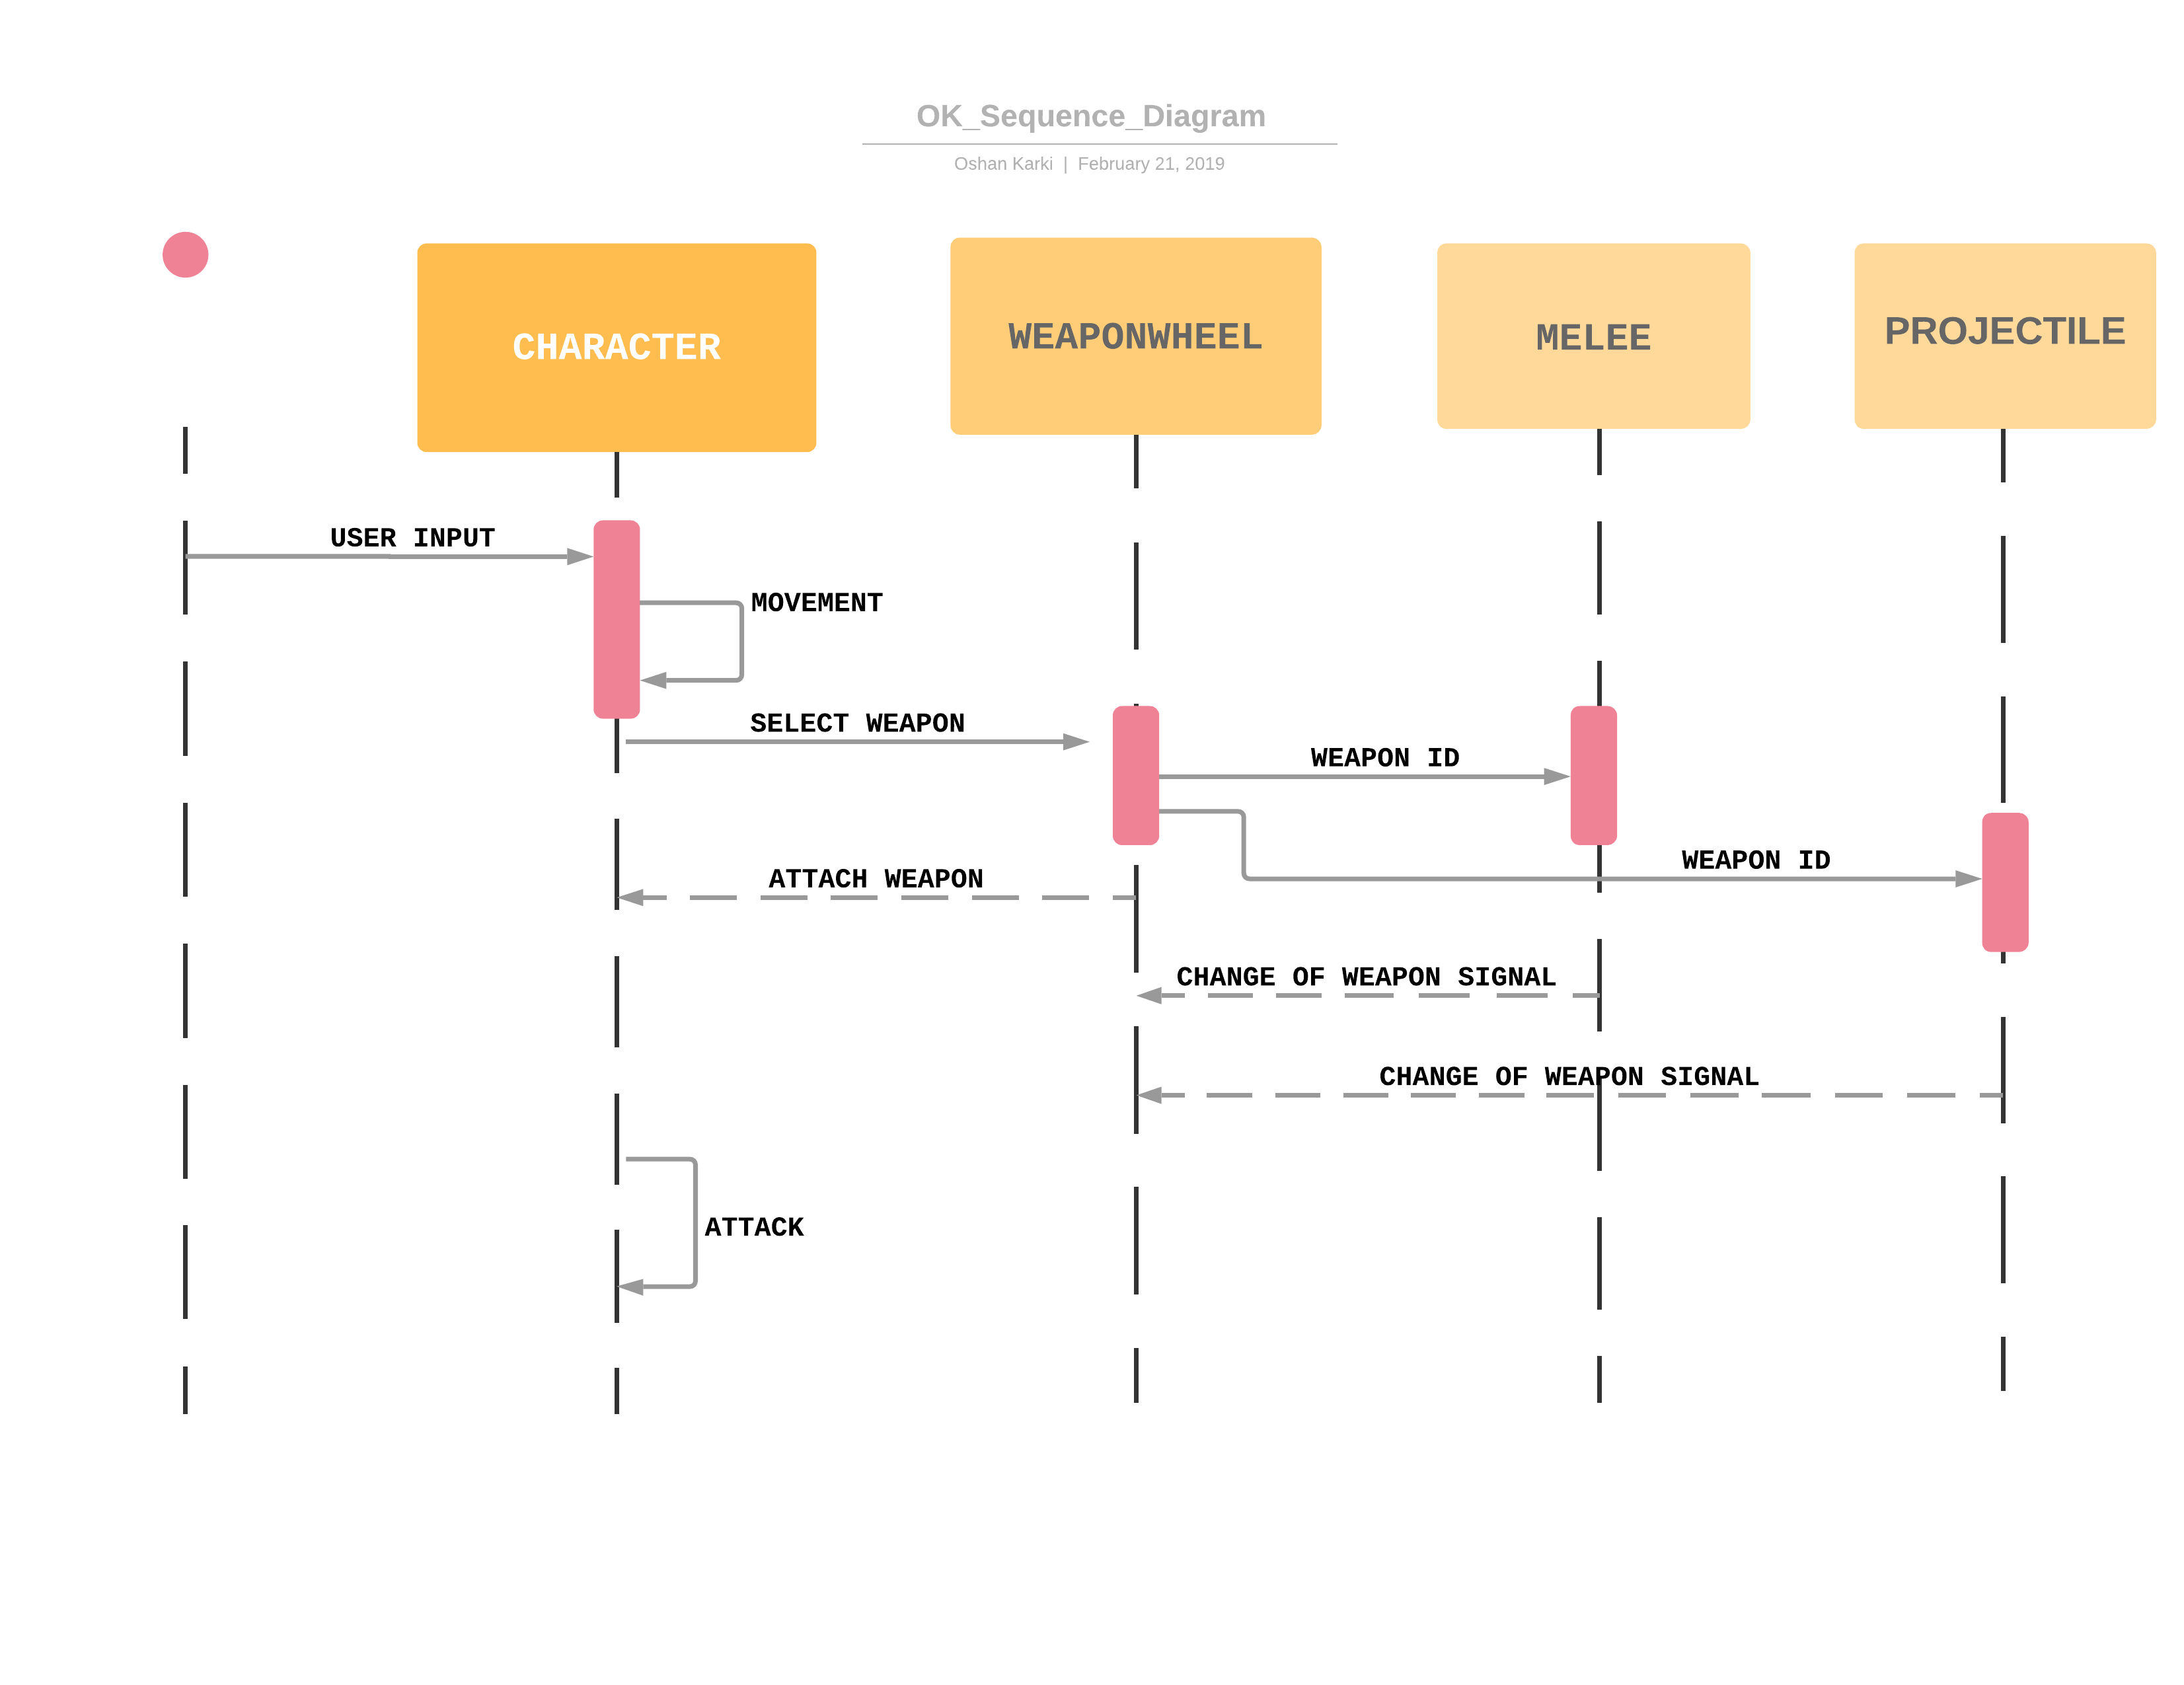 OK_Sequence_Diagram
Oshan Karki | February 21, 2019
CHARACTER
WEAPONWHEEL
MELEE
PROJECTILE
USER INPUT
MOVEMENT
SELECT WEAPON
WEAPON ID
WEAPON ID
ATTACH WEAPON
CHANGE OF WEAPON SIGNAL
CHANGE OF WEAPON SIGNAL
ATTACK